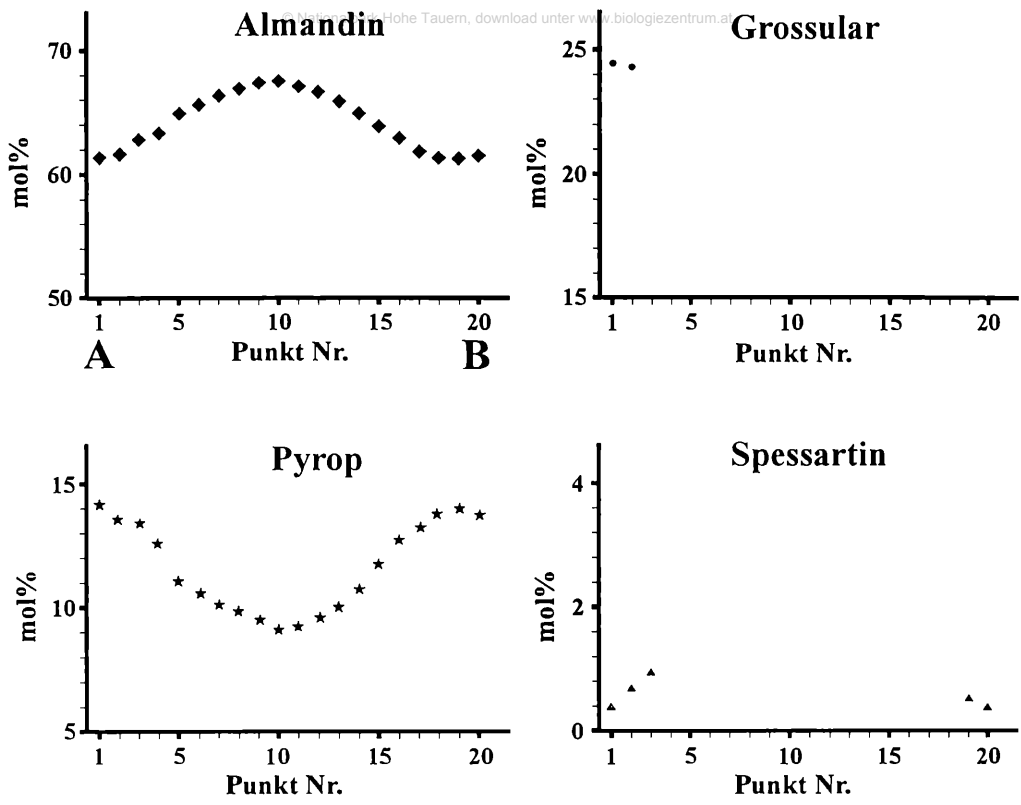 © Nationalpark Hohe Tauern, download unter www.biologiezentrum.at
Almandin
70
60
50
mol%
1 5 10 15 20
A Punkt Nr. B
Grossular
25
20
15
mol%
1 5 10 15 20
Punkt Nr.
Pyrop
15
10
5
mol%
1 5 10 15 20
Punkt Nr.
Spessartin
4
2
0
mol%
1 5 10 15 20
Punkt Nr.